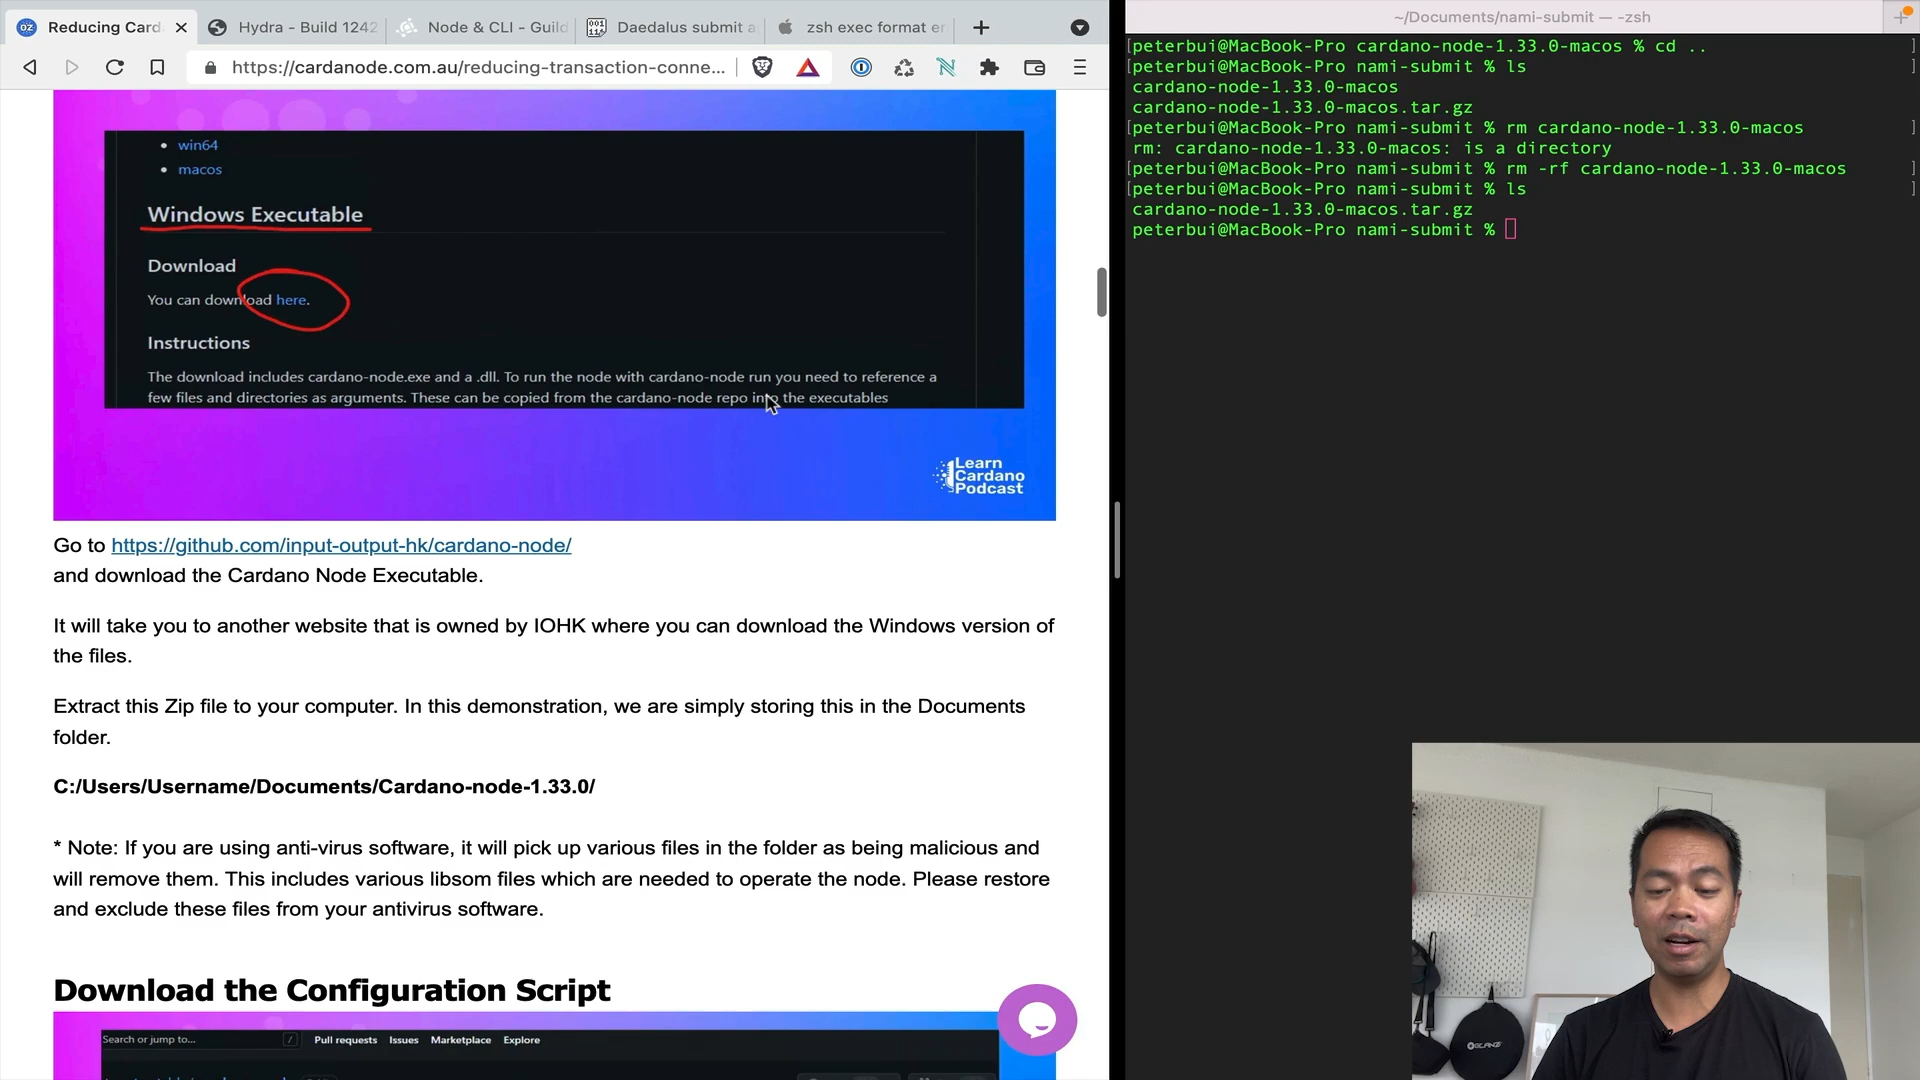 Reducing Card
Hydra - Build 1242
Node & CLI - Guild
Daedalus submit a
zsh exec format er
https://cardanode.com.au/reducing-transaction-conne...
win64
macos
Windows Executable
Download
You can download here.
Instructions
The download includes cardano-node.exe and a .dll. To run the node with cardano-node run you need to reference a
few files and directories as arguments. These can be copied from the cardano-node repo into the executables
Learn
Cardano
Podcast
Go to https://github.com/input-output-hk/cardano-node/
and download the Cardano Node Executable.
It will take you to another website that is owned by IOHK where you can download the Windows version of
the files.
Extract this Zip file to your computer. In this demonstration, we are simply storing this in the Documents
folder.
C:/Users/Username/Documents/Cardano-node-1.33.0/
* Note: If you are using anti-virus software, it will pick up various files in the folder as being malicious and
will remove them. This includes various libsom files which are needed to operate the node. Please restore
and exclude these files from your antivirus software.
Download the Configuration Script
Search or jump to... /
Pull requests Issues Marketplace Explore
~/Documents/nami-submit — -zsh
[peterbui@MacBook-Pro cardano-node-1.33.0-macos % cd .. ]
[peterbui@MacBook-Pro nami-submit % ls ]
cardano-node-1.33.0-macos
cardano-node-1.33.0-macos.tar.gz
[peterbui@MacBook-Pro nami-submit % rm cardano-node-1.33.0-macos ]
rm: cardano-node-1.33.0-macos: is a directory
[peterbui@MacBook-Pro nami-submit % rm -rf cardano-node-1.33.0-macos ]
[peterbui@MacBook-Pro nami-submit % ls ]
cardano-node-1.33.0-macos.tar.gz
peterbui@MacBook-Pro nami-submit %